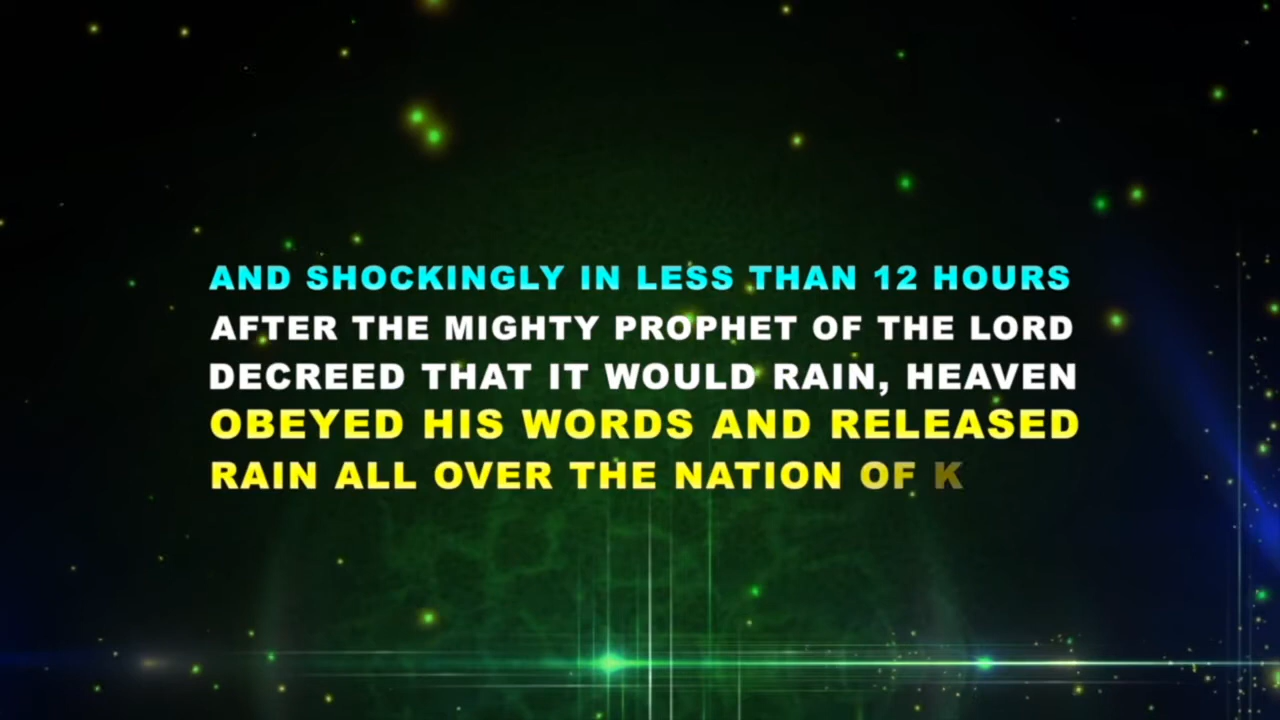 AND SHOCKINGLY IN LESS THAN 12 HOURS
AFTER THE MIGHTY PROPHET OF THE LORD
DECREED THAT IT WOULD RAIN, HEAVEN
OBEYED HIS WORDS AND RELEASED
RAIN ALL OVER THE NATION OF K